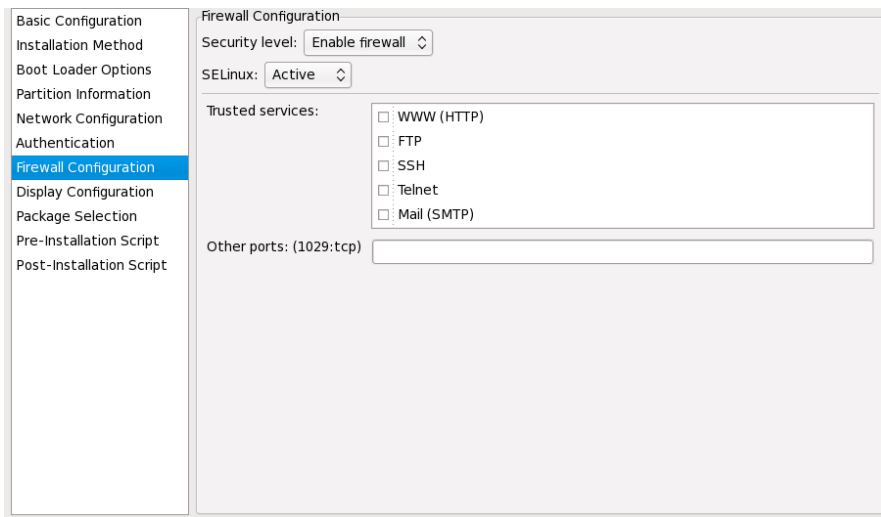 Basic Configuration
Installation Method
Boot Loader Options
Partition Information
Network Configuration
Authentication
Firewall Configuration
Display Configuration
Package Selection
Pre-Installation Script
Post-Installation Script
Firewall Configuration
Security level: Enable firewall
SELinux: Active
Trusted services:
WWW (HTTP)
FTP
SSH
Telnet
Mail (SMTP)
Other ports: (1029:tcp)